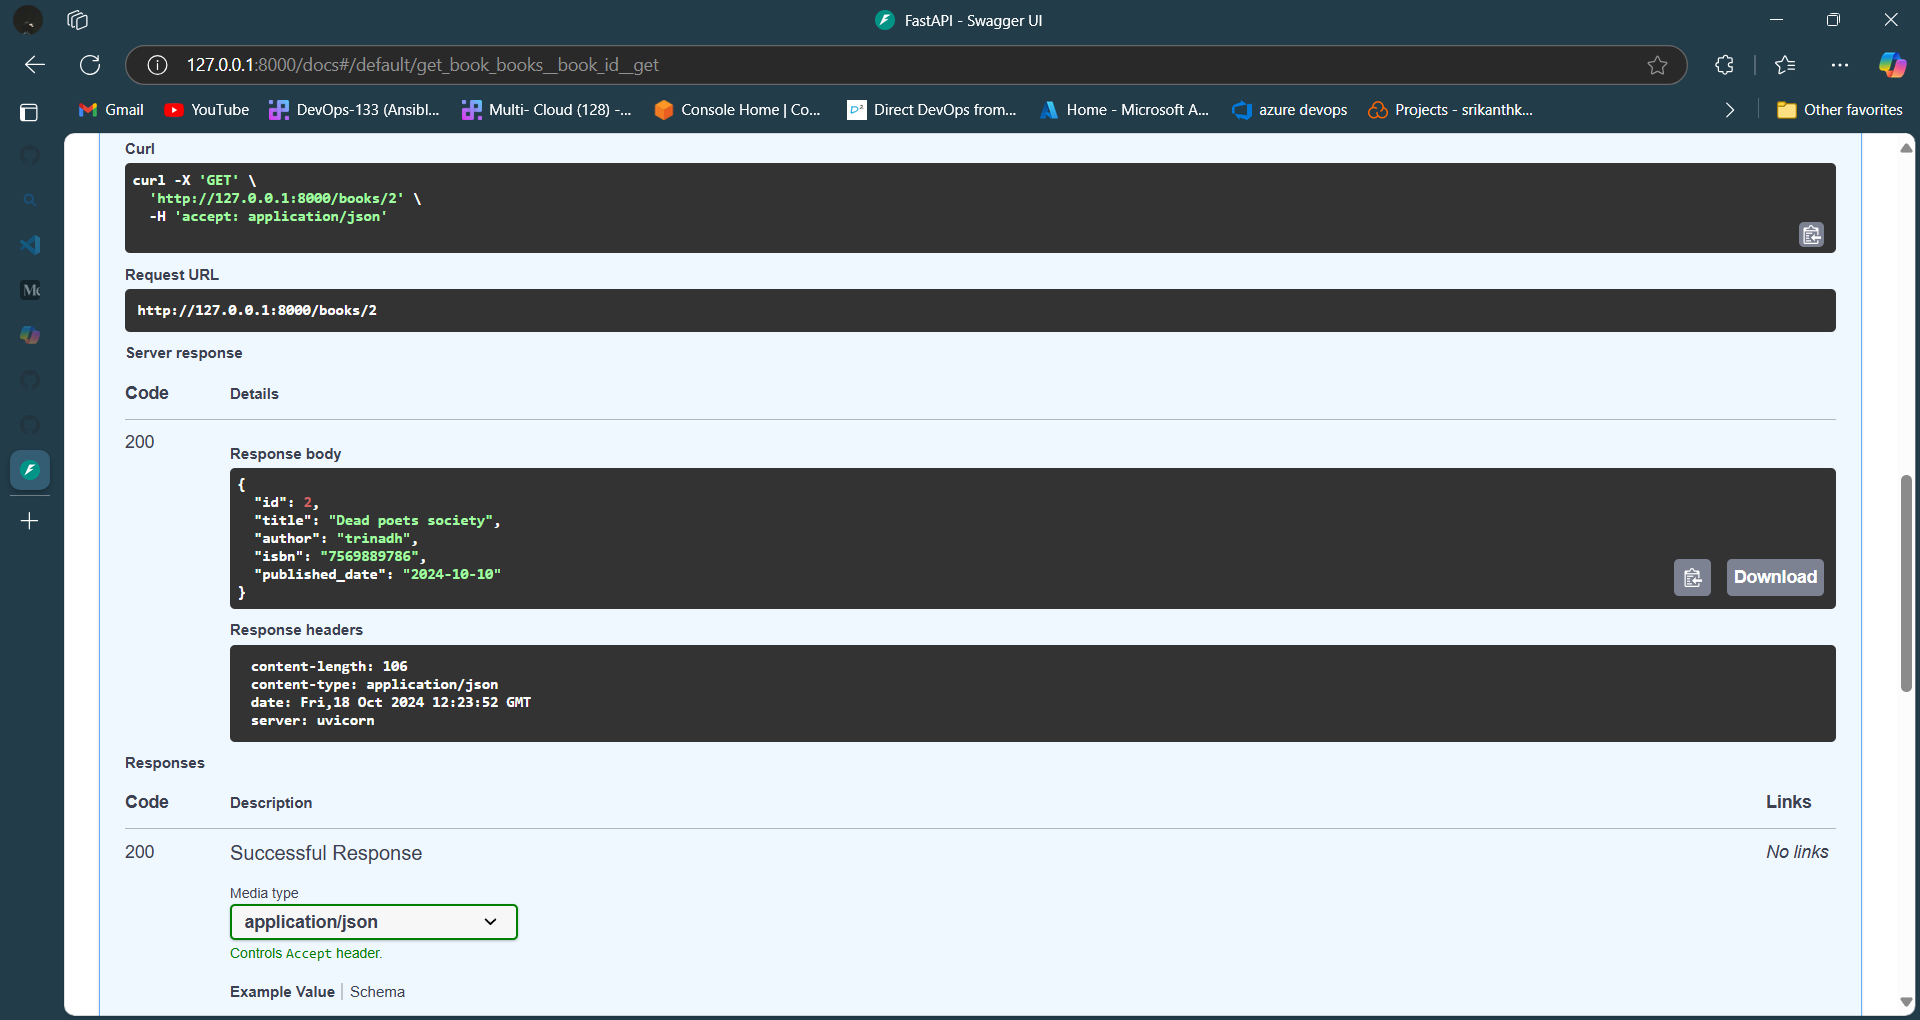 FastAPI - Swagger UI
127.0.0.1:8000/docs#/default/get_book_books__book_id__get
Gmail YouTube DevOps-133 (Ansibl... Multi- Cloud (128) -... Console Home | Co... Direct DevOps from... Home - Microsoft A... azure devops Projects - srikanthk... Other favorites
Curl
curl -X 'GET' \
'http://127.0.0.1:8000/books/2' \
-H 'accept: application/json'
Request URL
http://127.0.0.1:8000/books/2
Server response
Code Details
200
Response body
{
"id": 2,
"title": "Dead poets society",
"author": "trinadh",
"isbn": "7569889786",
"published_date": "2024-10-10"
}
Download
Response headers
content-length: 106
content-type: application/json
date: Fri,18 Oct 2024 12:23:52 GMT
server: uvicorn
Responses
Code Description Links
200 Successful Response No links
Media type
application/json
Controls Accept header.
Example Value Schema